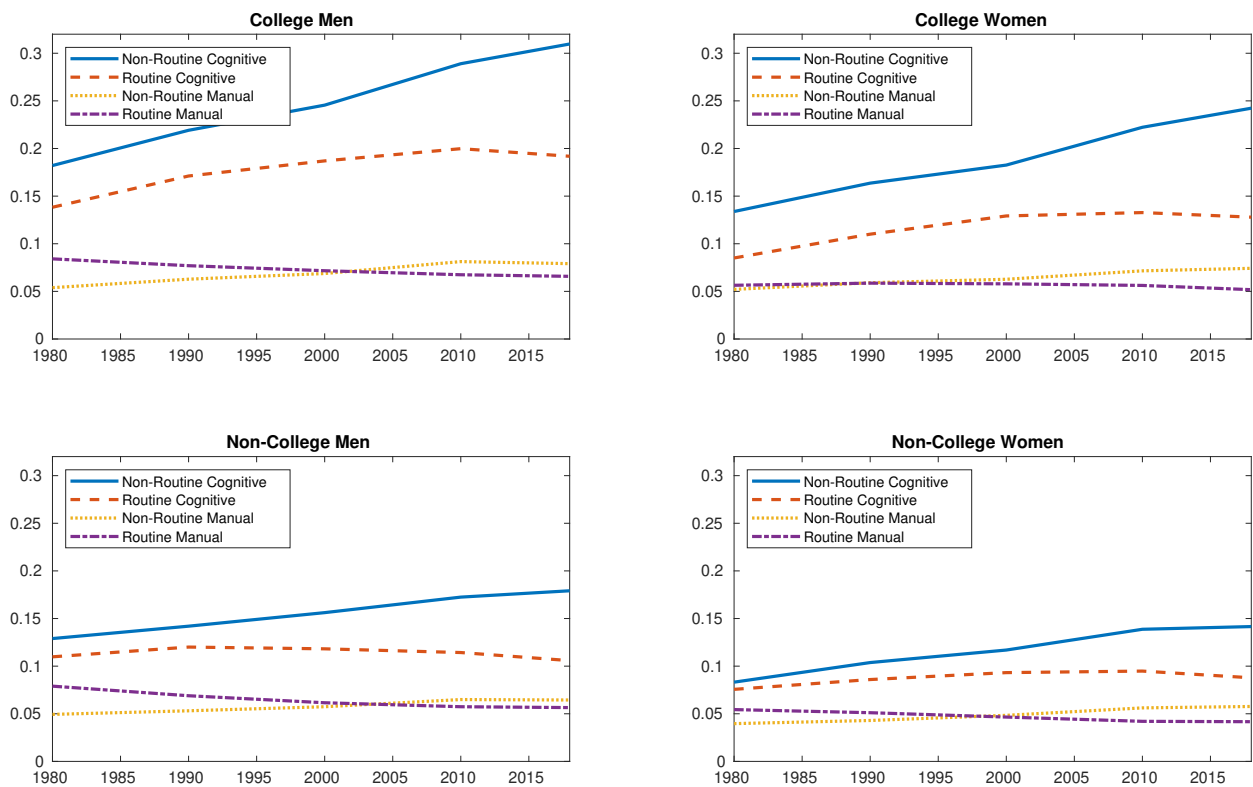 College Men
0.3
0.25
0.2
0.15
0.1
0.05
0
Non-Routine Cognitive
Routine Cognitive
Non-Routine Manual
Routine Manual
1980 1985 1990 1995 2000 2005 2010 2015
College Women
0.3
0.25
0.2
0.15
0.1
0.05
0
Non-Routine Cognitive
Routine Cognitive
Non-Routine Manual
Routine Manual
1980 1985 1990 1995 2000 2005 2010 2015
Non-College Men
0.3
0.25
0.2
0.15
0.1
0.05
0
Non-Routine Cognitive
Routine Cognitive
Non-Routine Manual
Routine Manual
1980 1985 1990 1995 2000 2005 2010 2015
Non-College Women
0.3
0.25
0.2
0.15
0.1
0.05
0
Non-Routine Cognitive
Routine Cognitive
Non-Routine Manual
Routine Manual
1980 1985 1990 1995 2000 2005 2010 2015